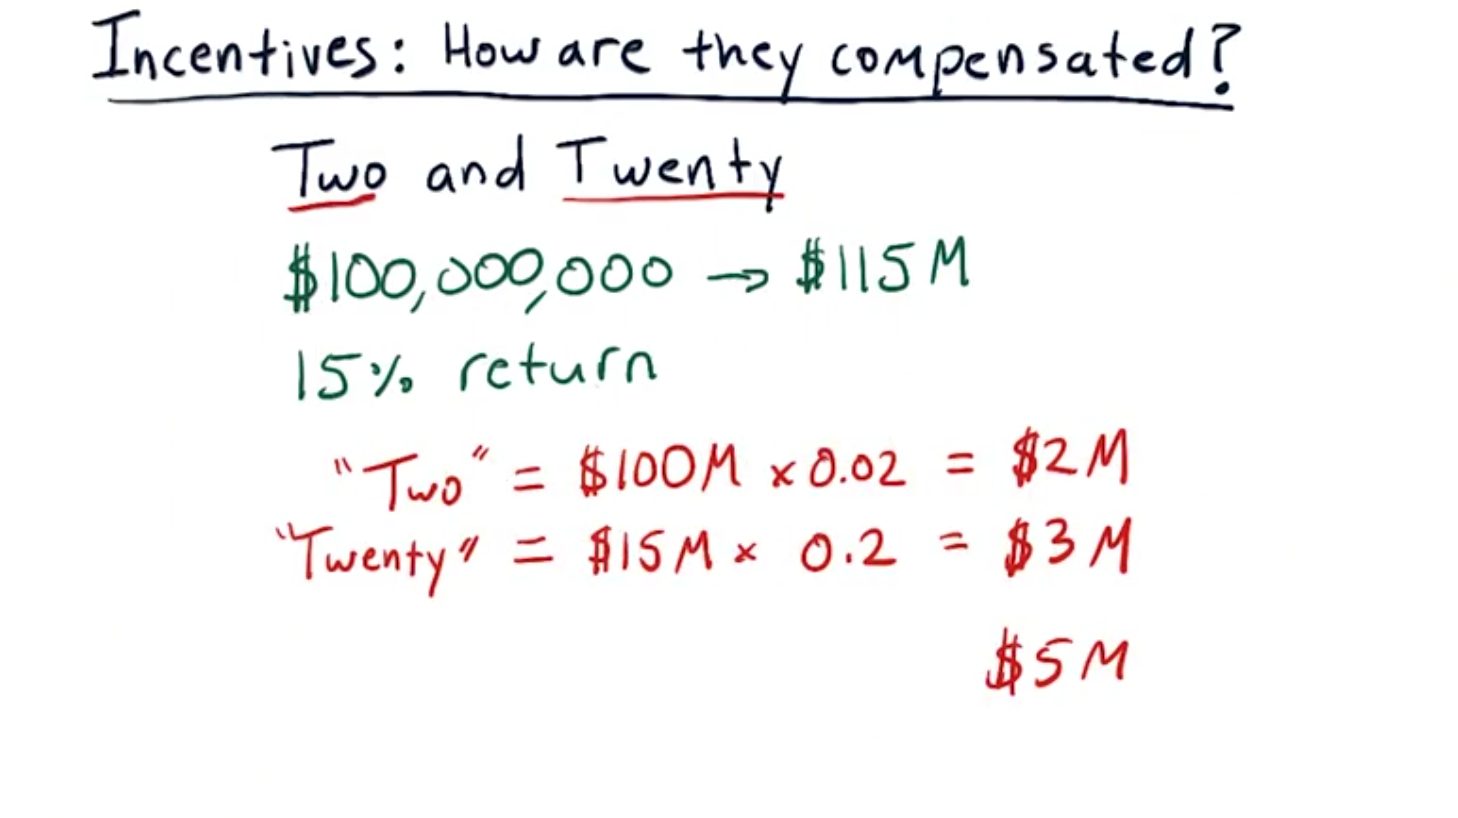 Incentives: How are they compensated?
Two and Twenty
$100,000,000 → $115M
15% return
"Two" = $100M x 0.02 = $2M
"Twenty" = $15M x 0.2 = $3M
$5M